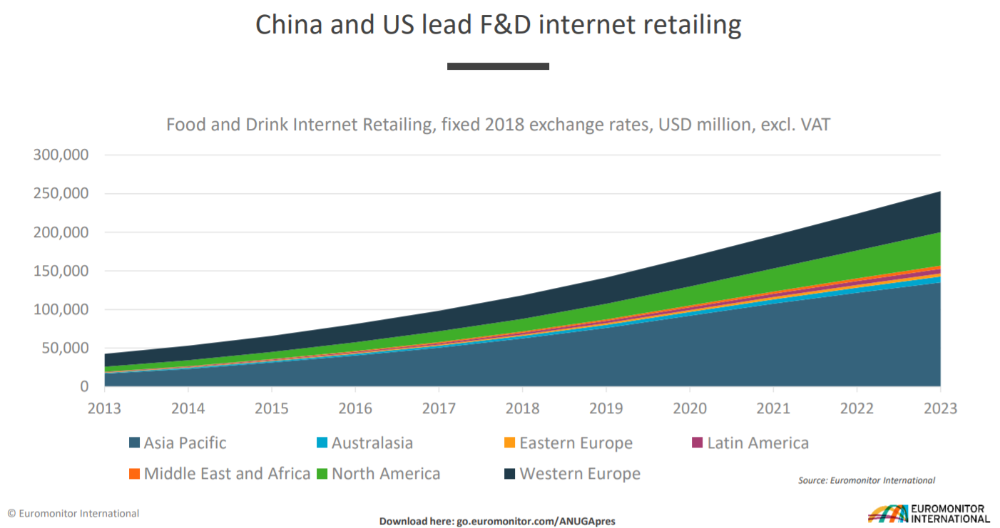 China and US lead F&D internet retailing
Food and Drink Internet Retailing, fixed 2018 exchange rates, USD million, excl. VAT
300,000
250,000
200,000
150,000
100,000
50,000
0
2013 2014 2015 2016 2017 2018 2019 2020 2021 2022 2023
Asia Pacific Australasia Eastern Europe Latin America
Middle East and Africa North America Western Europe
Source: Euromonitor International
© Euromonitor International
Download here: go.euromonitor.com/ANUGApres
EUROMONITOR
INTERNATIONAL